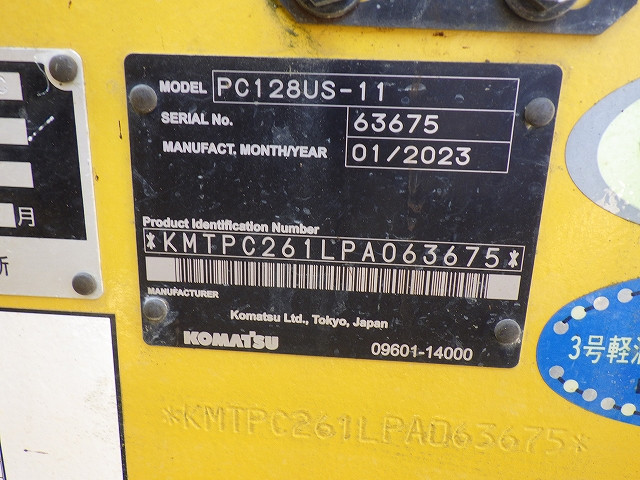 MODEL PC128US-11
SERIAL No. 63675
MANUFACT. MONTH/YEAR 01/2023
Product Identification Number
*KMTPC261LPA063675*
MANUFACTURER
Komatsu Ltd., Tokyo, Japan
KOMATSU
09601-14000
*KMTPC261LPA063675*
月
所
3号軽